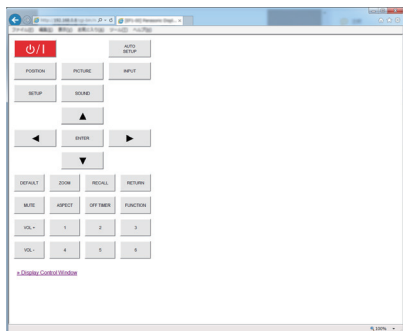 ⏻/I
AUTO
SETUP
POSITION PICTURE INPUT
SETUP SOUND
▲
◀ ENTER ▶
▼
DEFAULT ZOOM RECALL RETURN
MUTE ASPECT OFF TIMER FUNCTION
VOL + 1 2 3
VOL - 4 5 6
» Display Control Window
100%